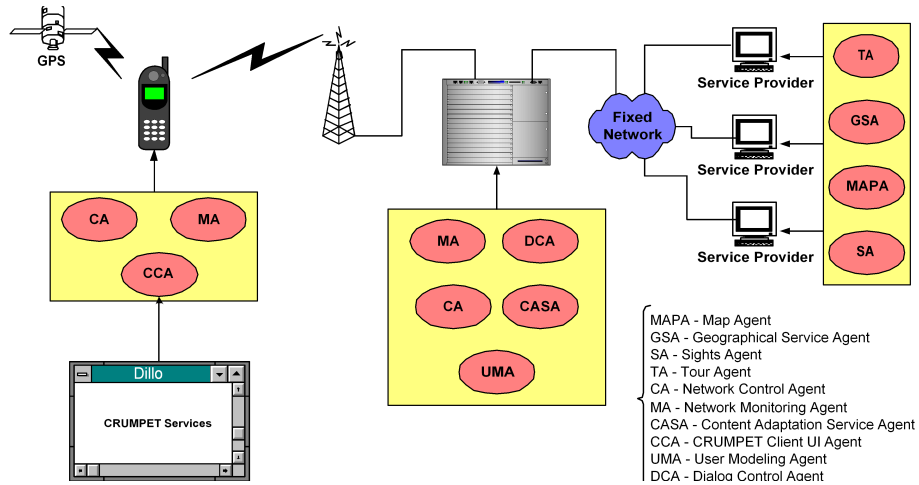 GPS
CA
MA
CCA
Dillo
CRUMPET Services
MA
DCA
CA
CASA
UMA
Fixed
Network
Service Provider
Service Provider
Service Provider
TA
GSA
MAPA
SA
MAPA - Map Agent
GSA - Geographical Service Agent
SA - Sights Agent
TA - Tour Agent
CA - Network Control Agent
MA - Network Monitoring Agent
CASA - Content Adaptation Service Agent
CCA - CRUMPET Client UI Agent
UMA - User Modeling Agent
DCA - Dialog Control Agent